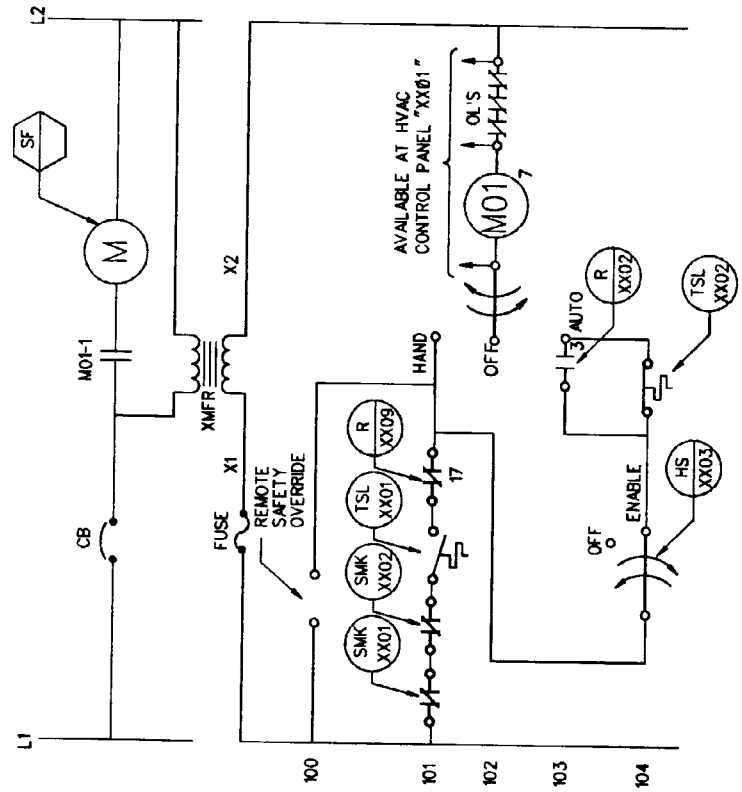 L1
L2
SF
M
M01-1
CB
XMFR
X1
X2
FUSE
REMOTE
SAFETY
OVERRIDE
100
SMK
XX01
SMK
XX02
TSL
XX01
R
XX09
101
17
HAND
AVAILABLE AT HVAC
CONTROL PANEL "XX01"
102
OFF
M01
7
OL'S
103
3
AUTO
R
XX02
104
OFF
ENABLE
HS
XX03
TSL
XX02